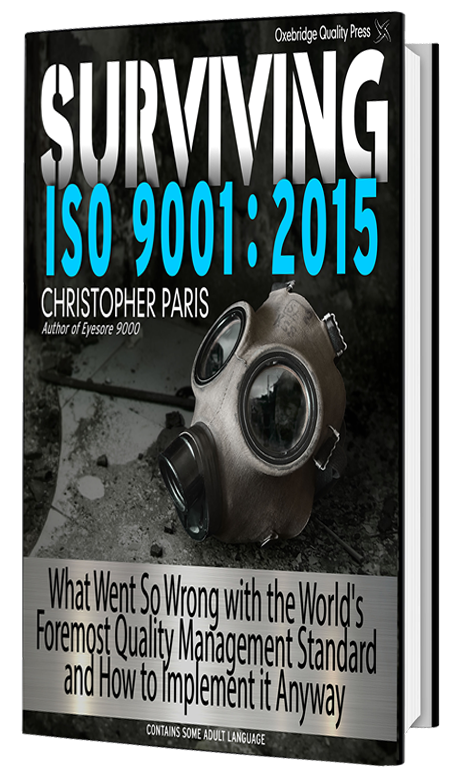 Oxebridge Quality Press
SURVIVING
ISO 9001:2015
CHRISTOPHER PARIS
Author of Eyesore 9000
What Went So Wrong with the World's
Foremost Quality Management Standard
and How to Implement it Anyway
CONTAINS SOME ADULT LANGUAGE